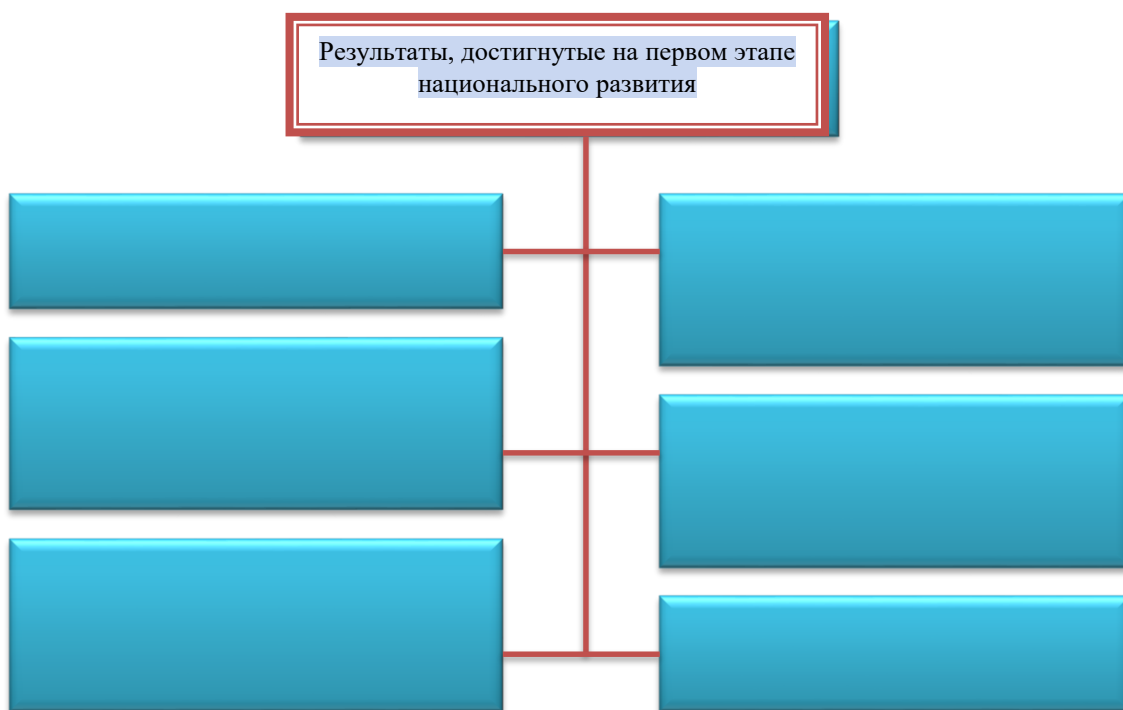 Результаты, достигнутые на первом этапе
национального развития